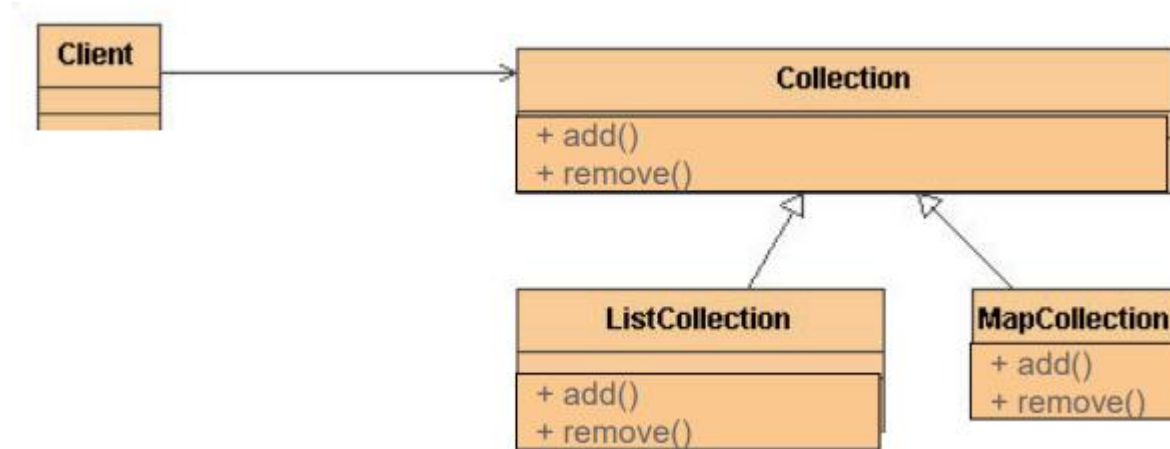 Client
Collection
+ add()
+ remove()
ListCollection
+ add()
+ remove()
MapCollection
+ add()
+ remove()